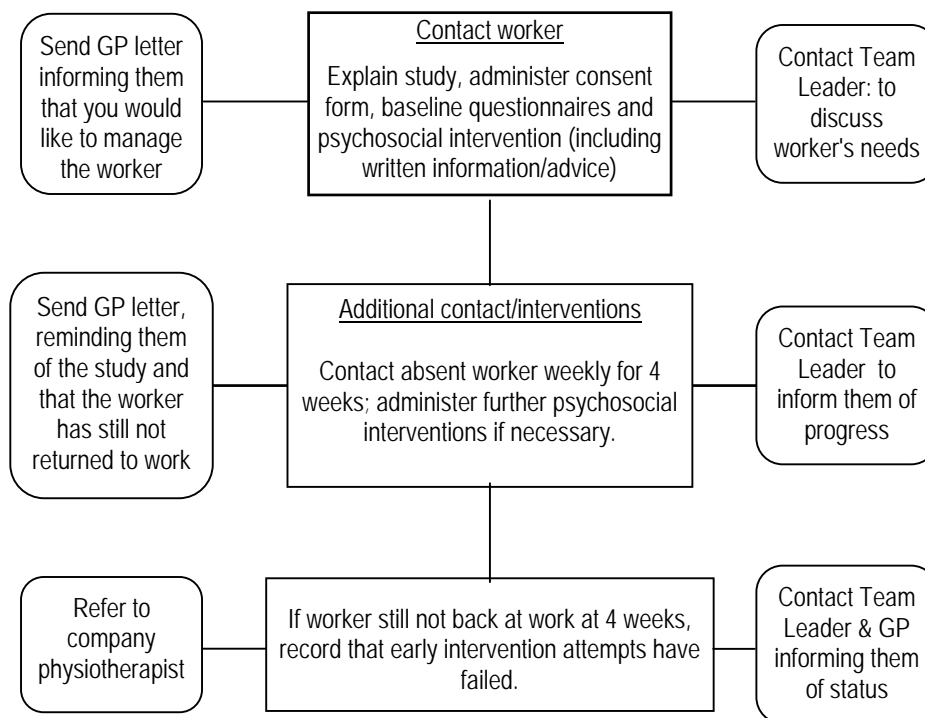 Send GP letter
informing them
that you would
like to manage
the worker
Contact worker
Explain study, administer consent
form, baseline questionnaires and
psychosocial intervention (including
written information/advice)
Contact Team
Leader: to
discuss
worker's needs
Send GP letter,
reminding them
of the study and
that the worker
has still not
returned to work
Additional contact/interventions
Contact absent worker weekly for 4
weeks; administer further psychosocial
interventions if necessary.
Contact Team
Leader to
inform them of
progress
Refer to
company
physiotherapist
If worker still not back at work at 4 weeks,
record that early intervention attempts have
failed.
Contact Team
Leader & GP
informing them
of status